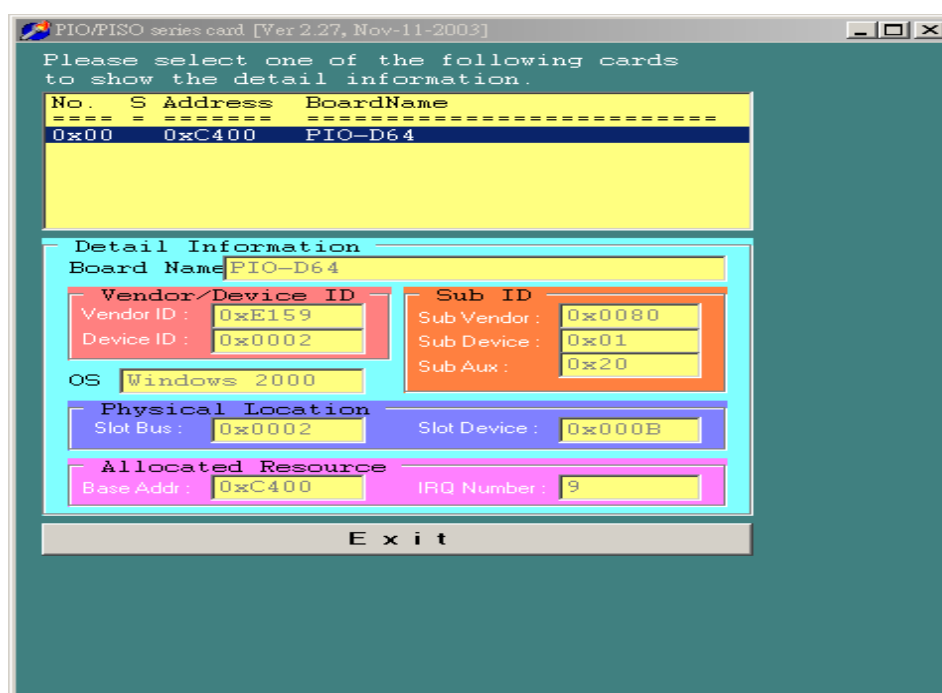 PIO/PISO series card [Ver 2.27, Nov-11-2003]
Please select one of the following cards
to show the detail information.
No. S Address BoardName
==== = ======= ==========================
0x00 0xC400 PIO-D64
Detail Information
Board Name PIO-D64
Vendor/Device ID
Vendor ID : 0xE159
Device ID : 0x0002
Sub ID
Sub Vendor : 0x0080
Sub Device : 0x01
Sub Aux : 0x20
OS Windows 2000
Physical Location
Slot Bus : 0x0002 Slot Device : 0x000B
Allocated Resource
Base Addr : 0xC400 IRQ Number : 9
Exit